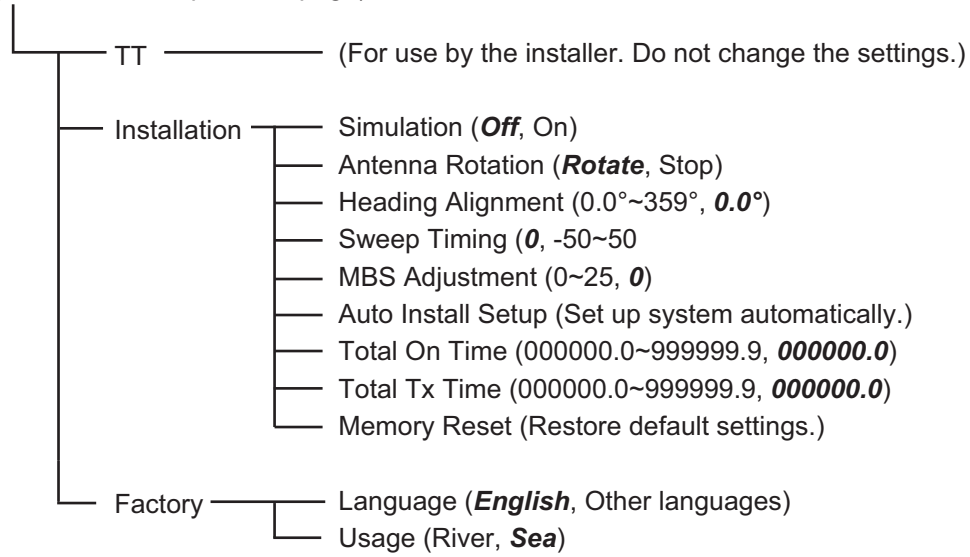 TT (For use by the installer. Do not change the settings.)
Installation Simulation (Off, On)
Antenna Rotation (Rotate, Stop)
Heading Alignment (0.0°~359°, 0.0°)
Sweep Timing (0, -50~50
MBS Adjustment (0~25, 0)
Auto Install Setup (Set up system automatically.)
Total On Time (000000.0~999999.9, 000000.0)
Total Tx Time (000000.0~999999.9, 000000.0)
Memory Reset (Restore default settings.)
Factory Language (English, Other languages)
Usage (River, Sea)